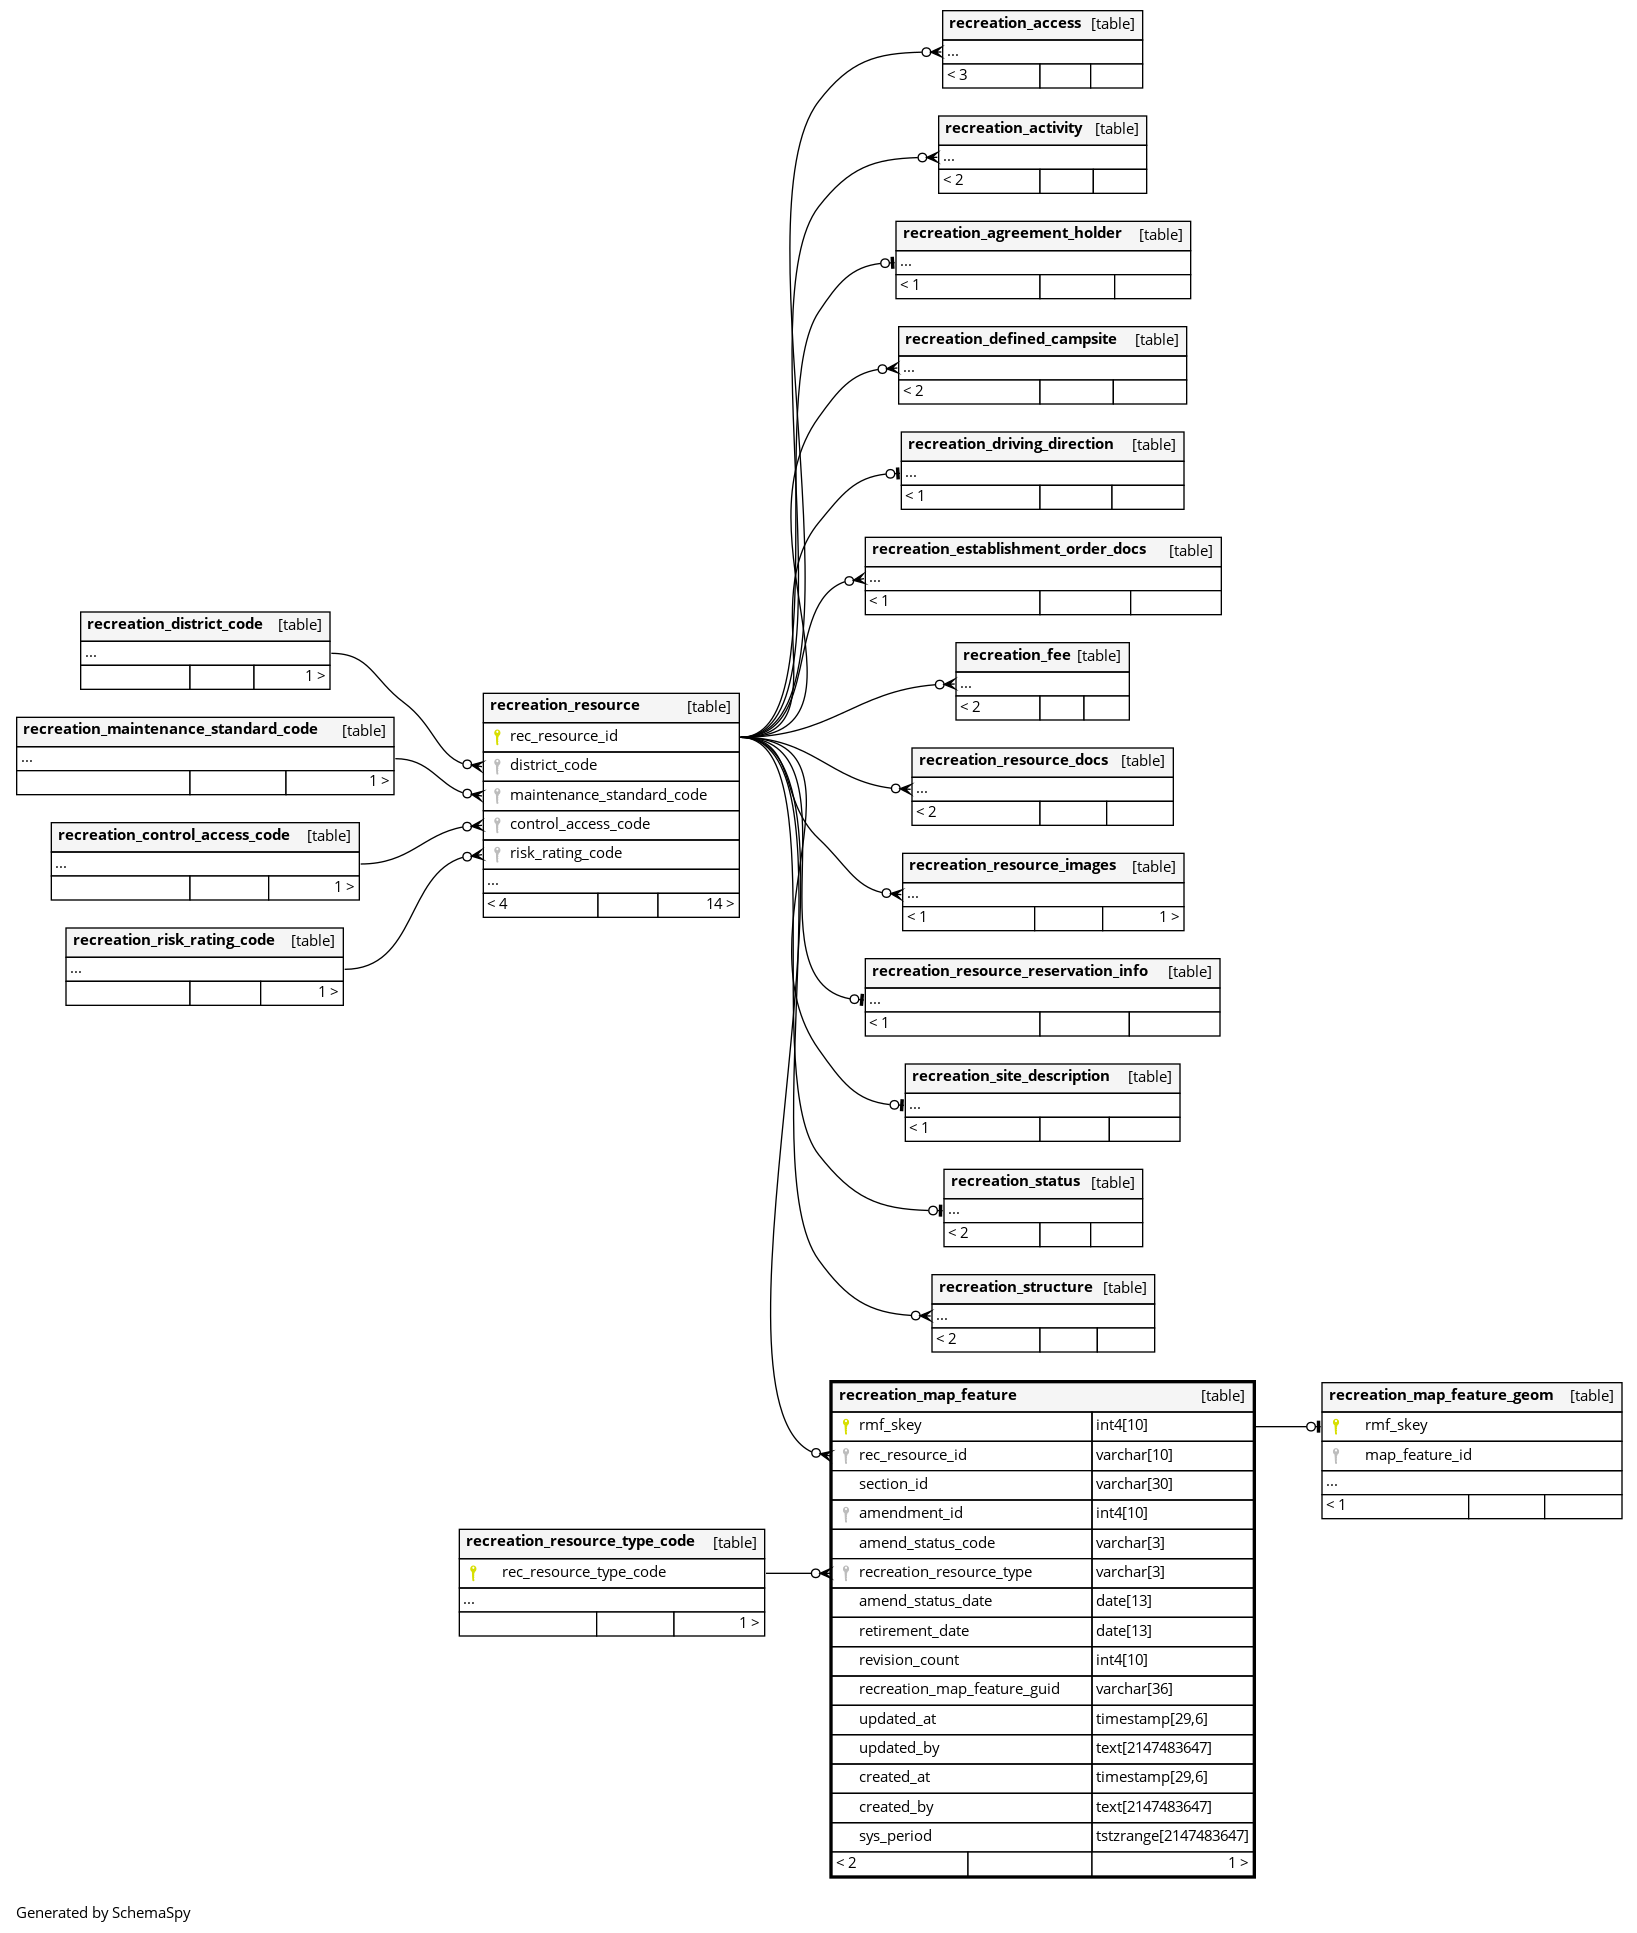 recreation_access [table]
...
< 3
recreation_activity [table]
...
< 2
recreation_agreement_holder [table]
...
< 1
recreation_defined_campsite [table]
...
< 2
recreation_driving_direction [table]
...
< 1
recreation_establishment_order_docs [table]
...
< 1
recreation_district_code [table]
...
1 >
recreation_maintenance_standard_code [table]
...
1 >
recreation_control_access_code [table]
...
1 >
recreation_risk_rating_code [table]
...
1 >
recreation_resource [table]
rec_resource_id
district_code
maintenance_standard_code
control_access_code
risk_rating_code
...
< 4 14 >
recreation_fee [table]
...
< 2
recreation_resource_docs [table]
...
< 2
recreation_resource_images [table]
...
< 1 1 >
recreation_resource_reservation_info [table]
...
< 1
recreation_site_description [table]
...
< 1
recreation_status [table]
...
< 2
recreation_structure [table]
...
< 2
recreation_resource_type_code [table]
rec_resource_type_code
...
1 >
recreation_map_feature [table]
rmf_skey int4[10]
rec_resource_id varchar[10]
section_id varchar[30]
amendment_id int4[10]
amend_status_code varchar[3]
recreation_resource_type varchar[3]
amend_status_date date[13]
retirement_date date[13]
revision_count int4[10]
recreation_map_feature_guid varchar[36]
updated_at timestamp[29,6]
updated_by text[2147483647]
created_at timestamp[29,6]
created_by text[2147483647]
sys_period tstzrange[2147483647]
< 2 1 >
recreation_map_feature_geom [table]
rmf_skey
map_feature_id
...
< 1
Generated by SchemaSpy